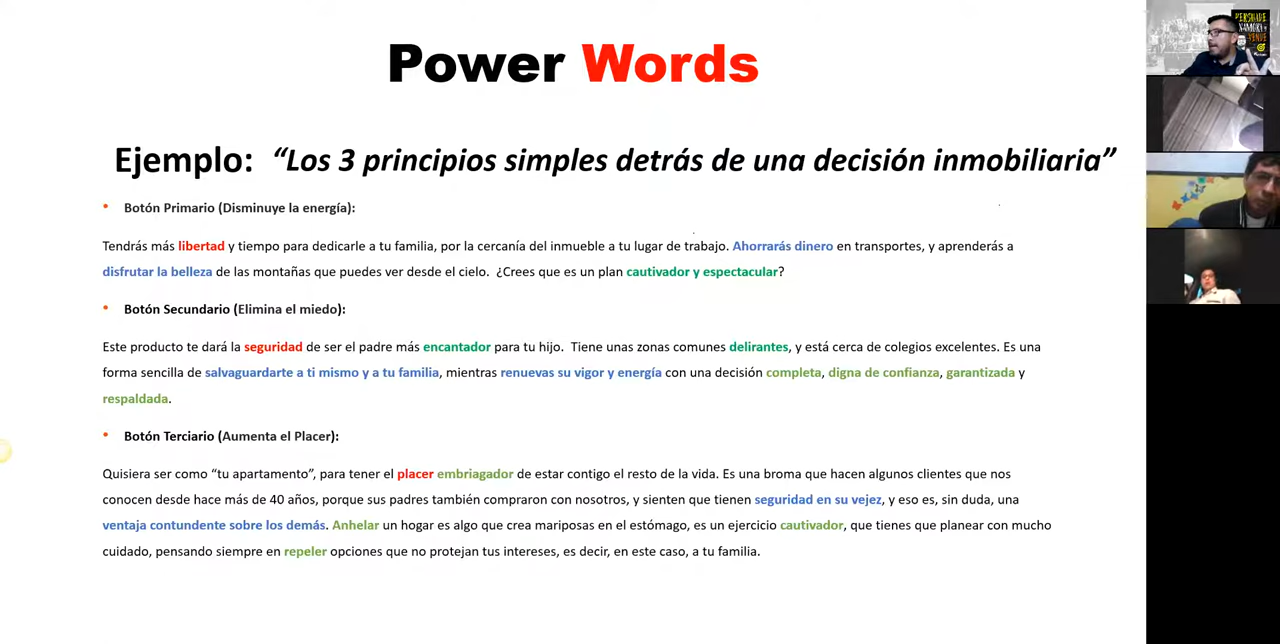 Power Words
Ejemplo: “Los 3 principios simples detrás de una decisión inmobiliaria”
• Botón Primario (Disminuye la energía):
Tendrás más libertad y tiempo para dedicarle a tu familia, por la cercanía del inmueble a tu lugar de trabajo. Ahorrarás dinero en transportes, y aprenderás a
disfrutar la belleza de las montañas que puedes ver desde el cielo. ¿Crees que es un plan cautivador y espectacular?
• Botón Secundario (Elimina el miedo):
Este producto te dará la seguridad de ser el padre más encantador para tu hijo. Tiene unas zonas comunes delirantes, y está cerca de colegios excelentes. Es una
forma sencilla de salvaguardarte a ti mismo y a tu familia, mientras renuevas su vigor y energía con una decisión completa, digna de confianza, garantizada y
respaldada.
• Botón Terciario (Aumenta el Placer):
Quisiera ser como “tu apartamento”, para tener el placer embriagador de estar contigo el resto de la vida. Es una broma que hacen algunos clientes que nos
conocen desde hace más de 40 años, porque sus padres también compraron con nosotros, y sienten que tienen seguridad en su vejez, y eso es, sin duda, una
ventaja contundente sobre los demás. Anhelar un hogar es algo que crea mariposas en el estómago, es un ejercicio cautivador, que tienes que planear con mucho
cuidado, pensando siempre en repeler opciones que no protejan tus intereses, es decir, en este caso, a tu familia.